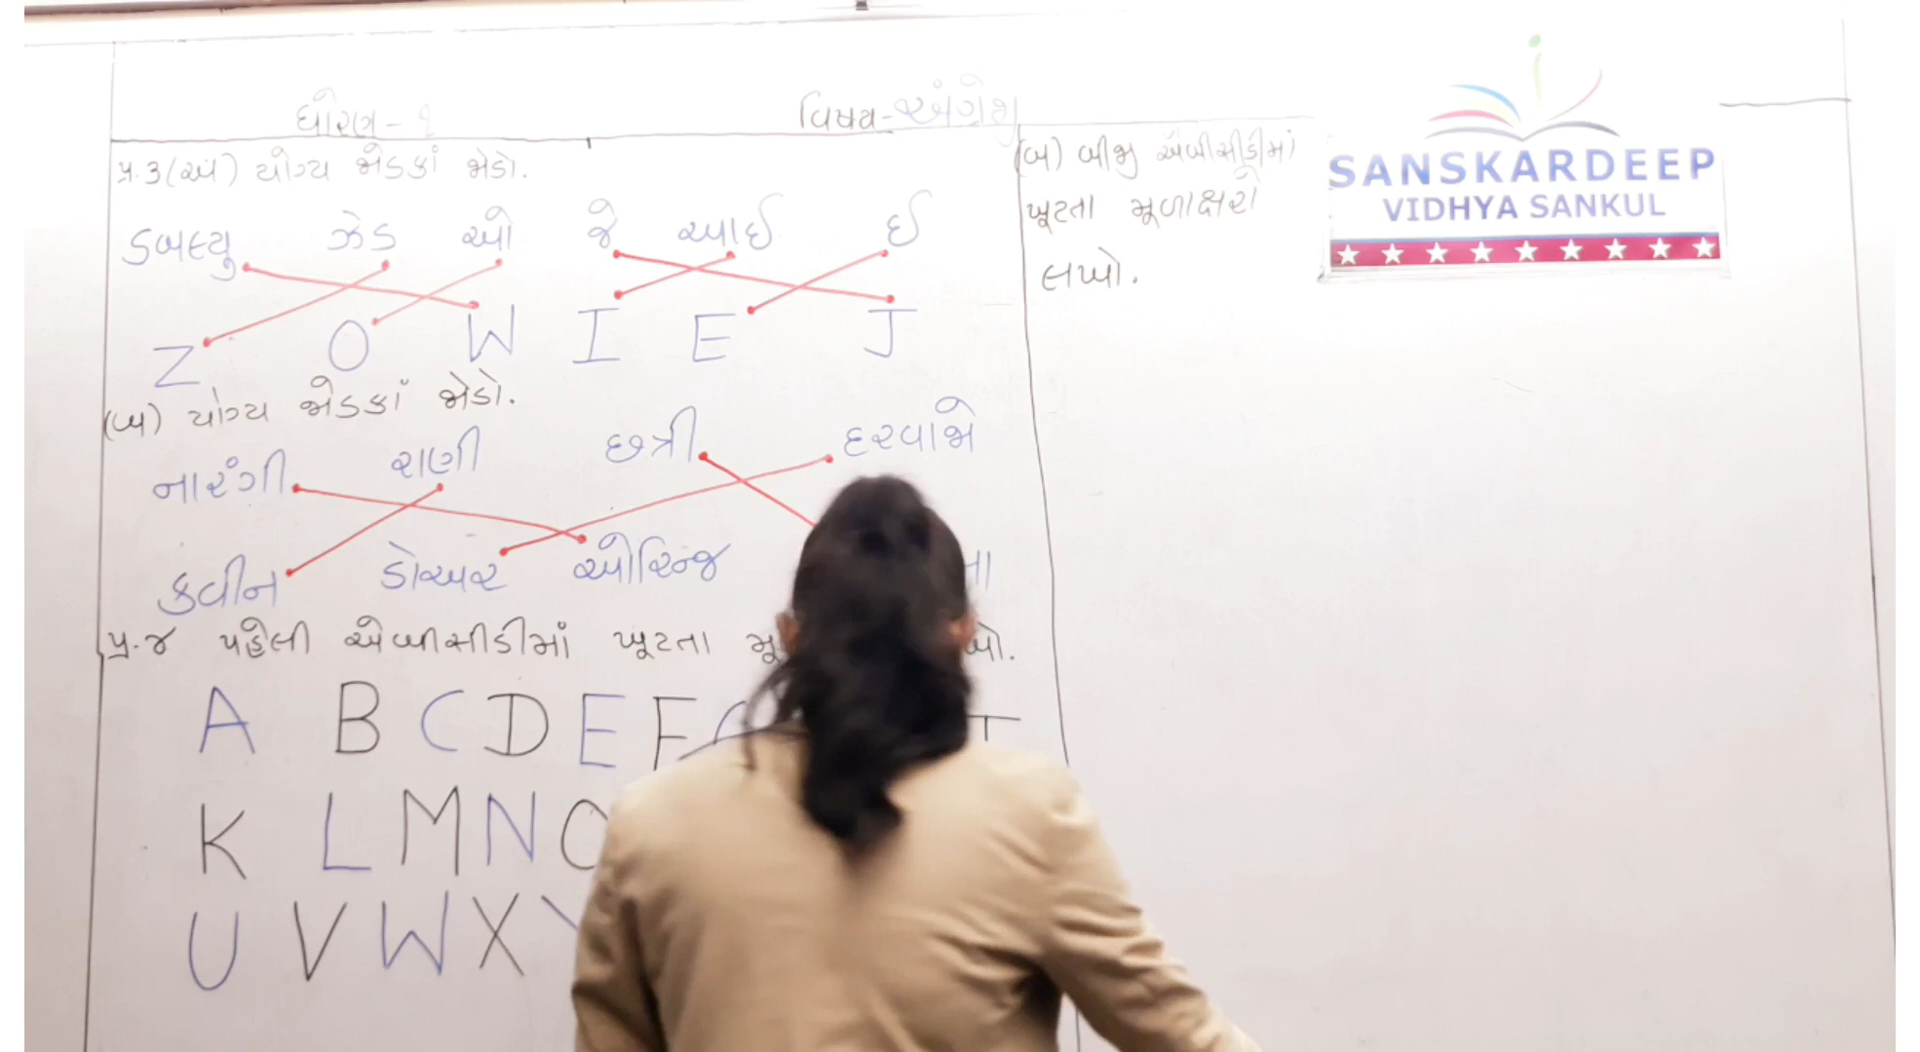 ધોરણ - ૧
વિષય - અંગ્રેજી
પ્ર.૩(અ) યોગ્ય જોડકાં જોડો.
ડબલ્યુ ઝેડ ઓ જે આઈ ઈ
Z O W I E J
(બ) યોગ્ય જોડકાં જોડો.
નારંગી રાણી છત્રી દરવાજો
ક્વીન ડોઅર ઓરેન્જ
પ્ર.૪ પહેલી એબીસીડીમાં ખૂટતા
A B C D E F
K L M N O
U V W X
(બ) બીજી એબીસીડીમાં
ખૂટતા મૂળાક્ષરો
લખો.
SANSKARDEEP
VIDHYA SANKUL